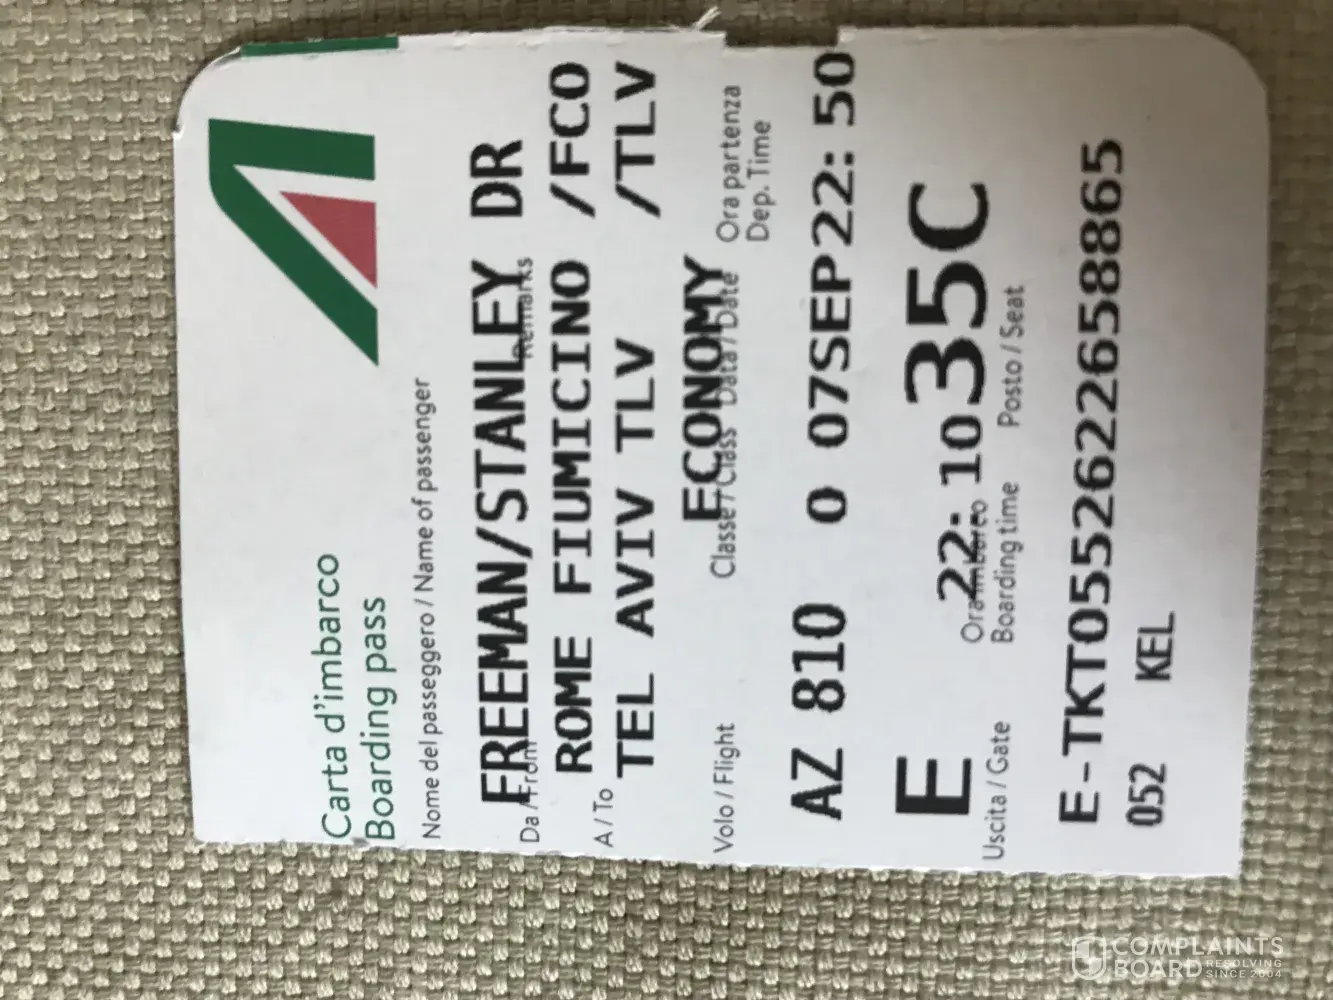 Carta d'imbarco
Boarding pass
Nome del passeggero / Name of passenger
FREEMAN/STANLEY DR
Da / From Remarks
ROME FIUMICINO /FCO
A / To
TEL AVIV TLV /TLV
ECONOMY
Volo / Flight Classe / Class Data / Date Ora partenza
Dep. Time
AZ 810 O 07SEP22:50
E 22:10 35C
Ora imbarco
Uscita / Gate Boarding time Posto / Seat
E-TKT0552622658865
052 KEL
COMPLAINTS
BOARD RESOLVING
SINCE 2004